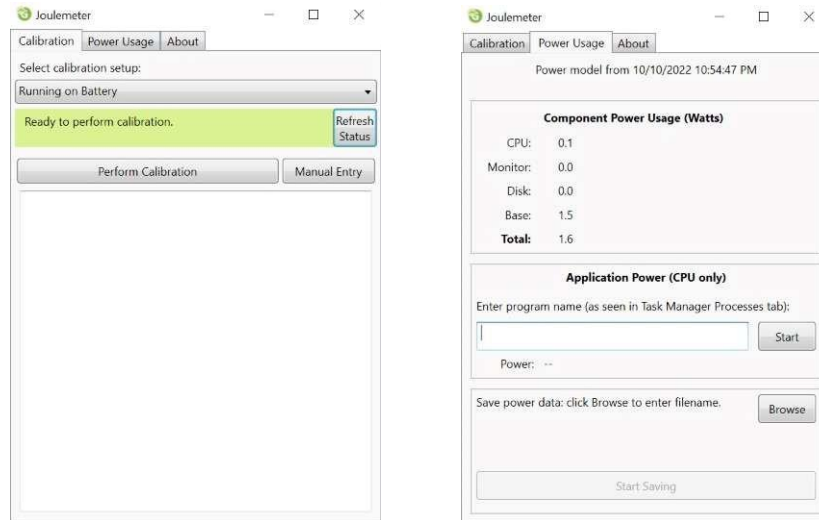 Joulemeter
Calibration Power Usage About
Select calibration setup:
Running on Battery
Ready to perform calibration.
Refresh
Status
Perform Calibration
Manual Entry
Joulemeter
Calibration Power Usage About
Power model from 10/10/2022 10:54:47 PM
Component Power Usage (Watts)
CPU: 0.1
Monitor: 0.0
Disk: 0.0
Base: 1.5
Total: 1.6
Application Power (CPU only)
Enter program name (as seen in Task Manager Processes tab):
Start
Power: --
Save power data: click Browse to enter filename.
Browse
Start Saving